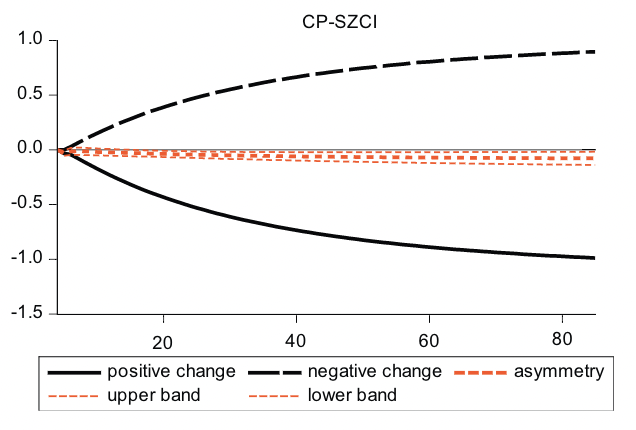 CP-SZCI
1.0
0.5
0.0
-0.5
-1.0
-1.5
20 40 60 80
positive change negative change asymmetry
upper band lower band